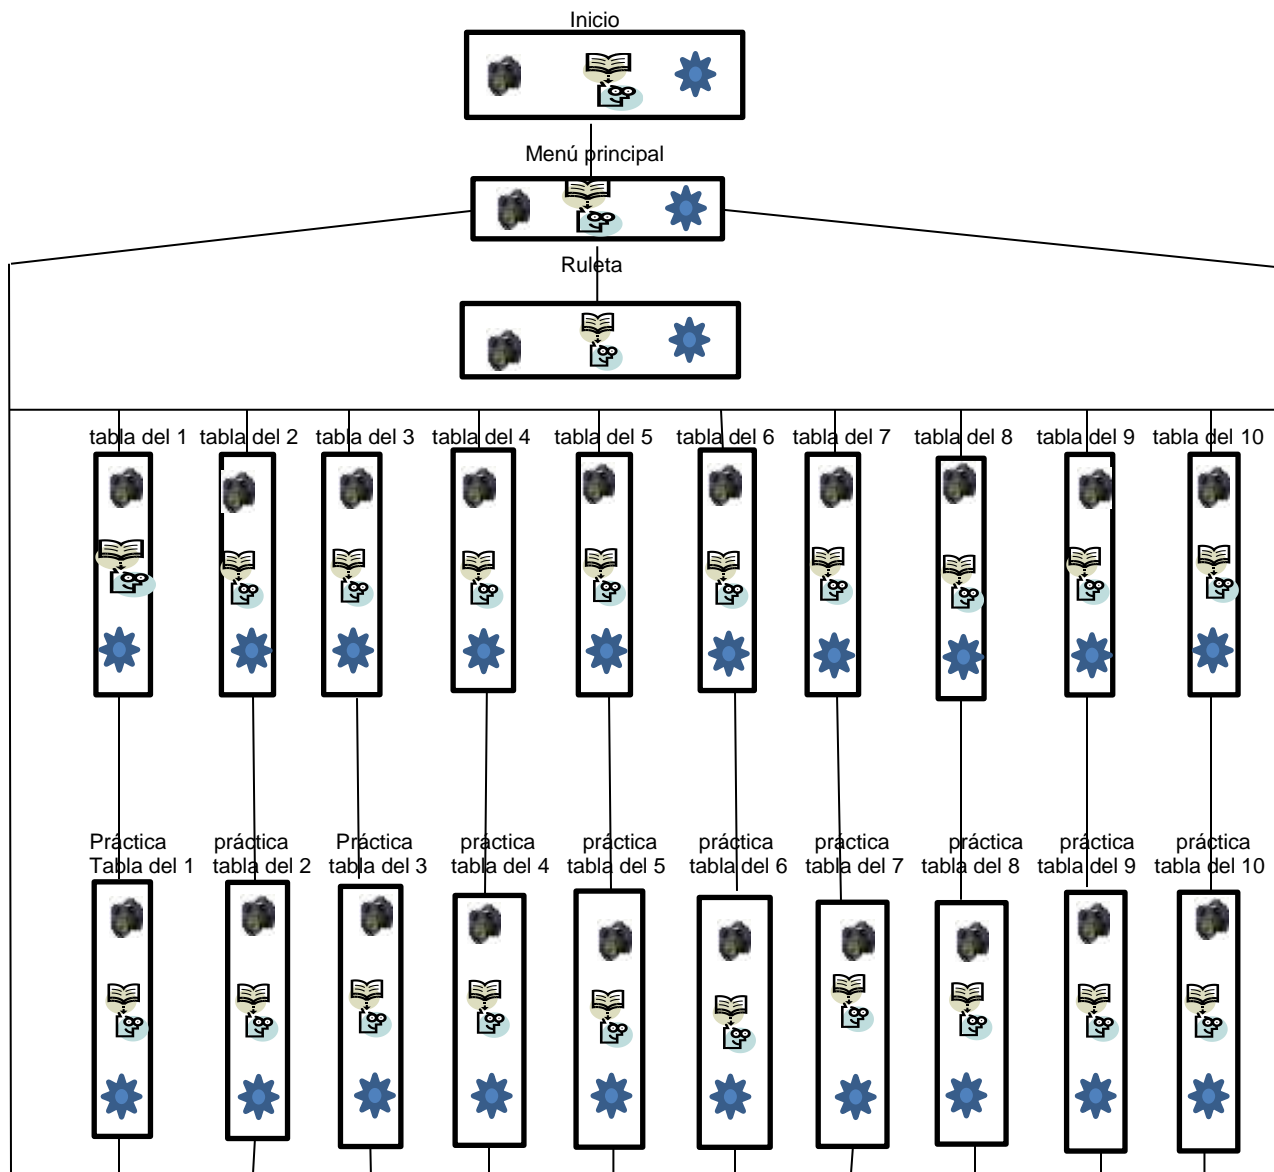 Inicio
Menú principal
Ruleta
tabla del 1 tabla del 2 tabla del 3 tabla del 4 tabla del 5 tabla del 6 tabla del 7 tabla del 8 tabla del 9 tabla del 10
Práctica práctica Práctica práctica práctica práctica práctica práctica práctica práctica
Tabla del 1 tabla del 2 tabla del 3 tabla del 4 tabla del 5 tabla del 6 tabla del 7 tabla del 8 tabla del 9 tabla del 10